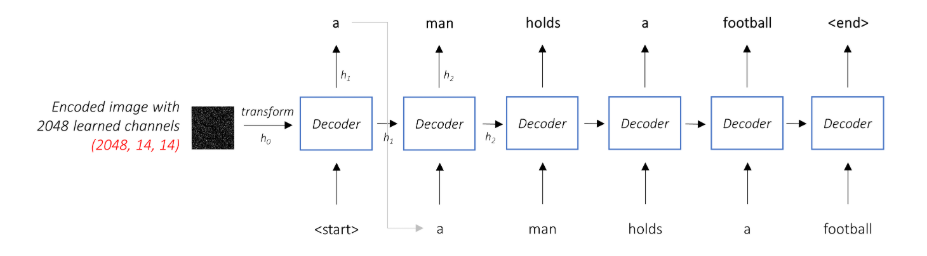 a man holds a football <end>
h1 h2
Encoded image with
2048 learned channels
(2048, 14, 14)
transform
h0
Decoder h1 Decoder h2 Decoder Decoder Decoder Decoder
<start> a man holds a football